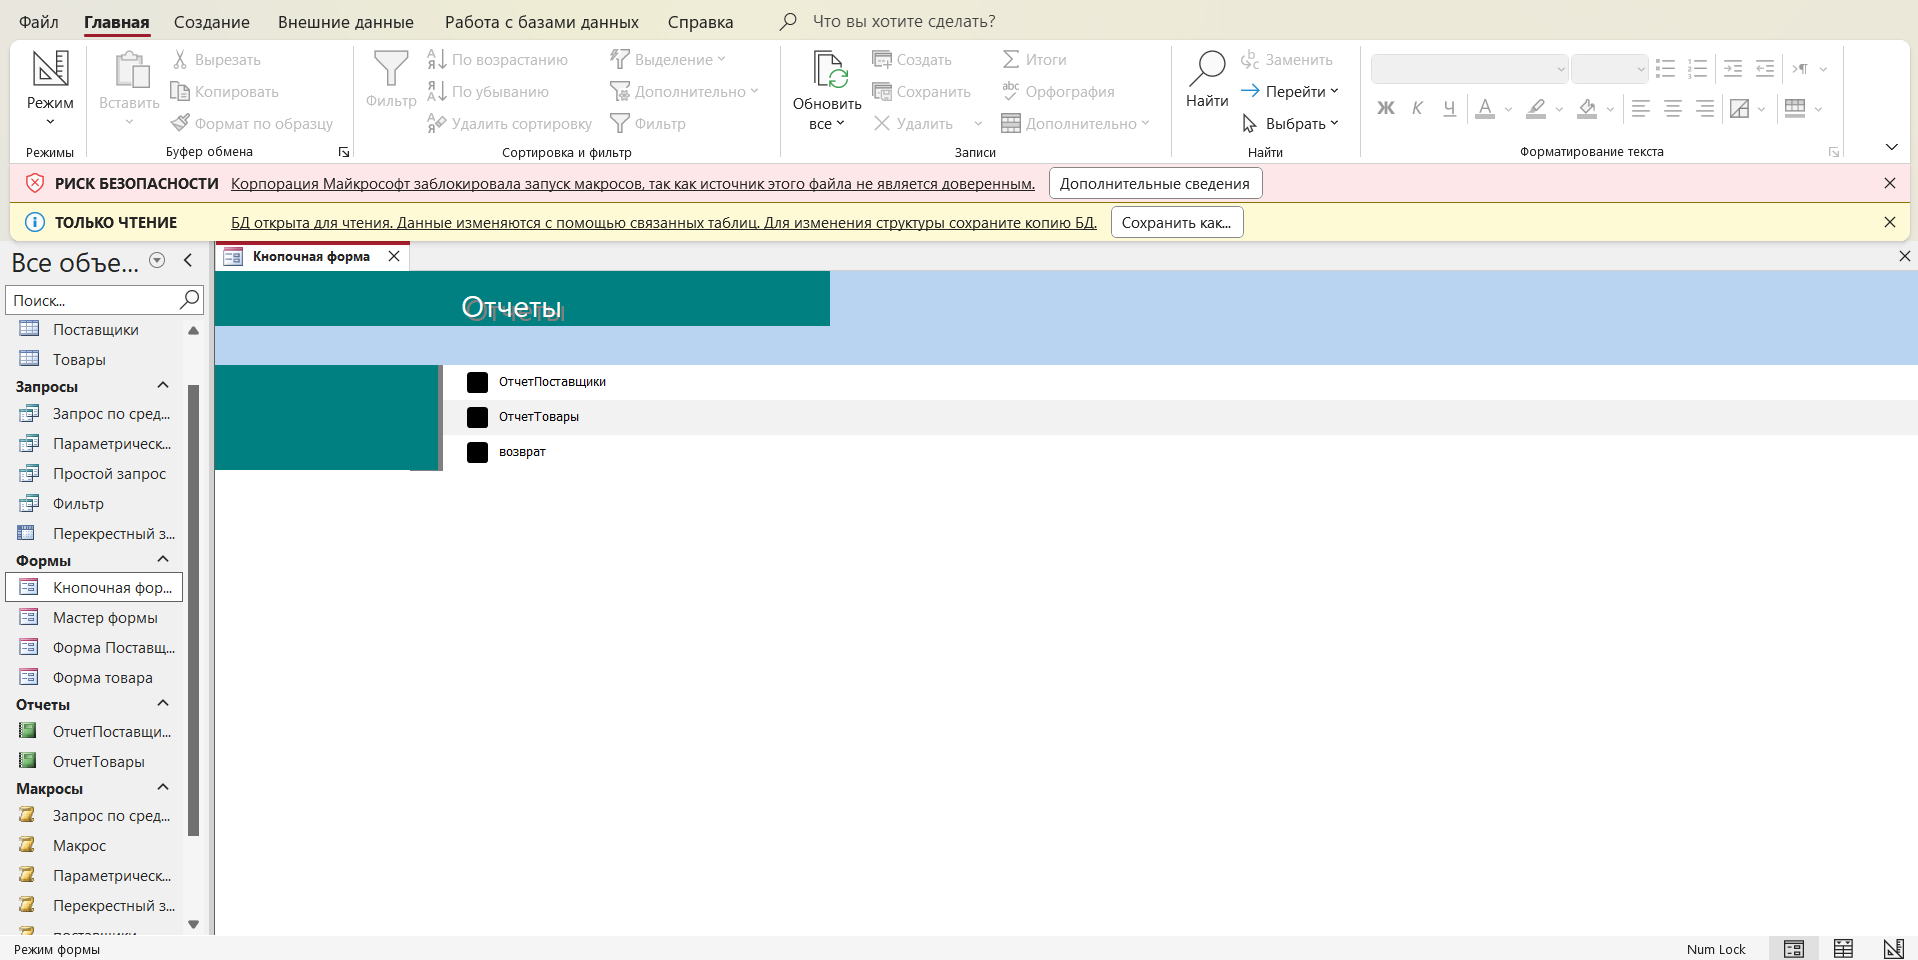 Файл Главная Создание Внешние данные Работа с базами данных Справка Что вы хотите сделать?
Режим
Режимы
Вставить
Вырезать
Копировать
Формат по образцу
Буфер обмена
Фильтр
По возрастанию
По убыванию
Удалить сортировку
Выделение
Дополнительно
Фильтр
Сортировка и фильтр
Обновить
все
Создать
Сохранить
Удалить
Итоги
Орфография
Дополнительно
Записи
Найти
Заменить
Перейти
Выбрать
Найти
Ж К Ч А
Форматирование текста
РИСК БЕЗОПАСНОСТИ Корпорация Майкрософт заблокировала запуск макросов, так как источник этого файла не является доверенным. Дополнительные сведения
ТОЛЬКО ЧТЕНИЕ БД открыта для чтения. Данные изменяются с помощью связанных таблиц. Для изменения структуры сохраните копию БД. Сохранить как...
Все объе...
Поиск...
Поставщики
Товары
Запросы
Запрос по сред...
Параметрическ...
Простой запрос
Фильтр
Перекрестный з...
Формы
Кнопочная фор...
Мастер формы
Форма Поставщ...
Форма товара
Отчеты
ОтчетПоставщи...
ОтчетТовары
Макросы
Запрос по сред...
Макрос
Параметрическ...
Перекрестный з...
Кнопочная форма
Отчеты
ОтчетПоставщики
ОтчетТовары
возврат
Режим формы
Num Lock